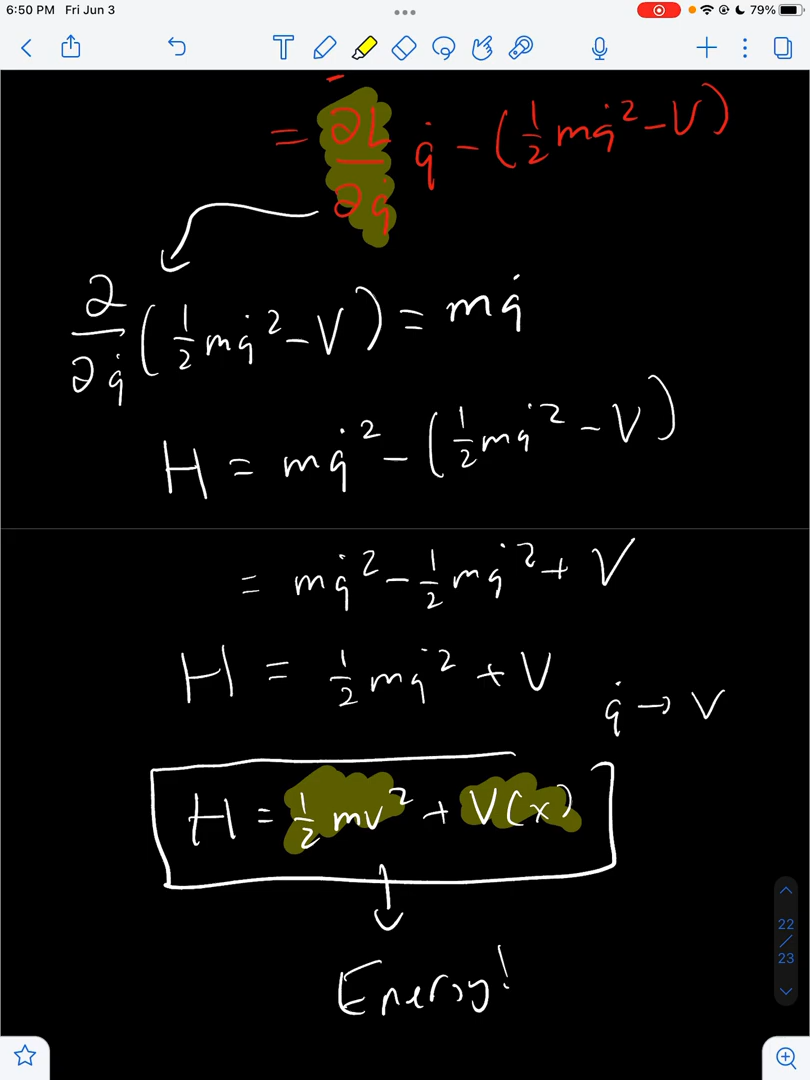 6:50 PM Fri Jun 3
79%
T
= ∂L/∂q̇ q̇ − (½mq̇² − V)
∂/∂q̇ (½mq̇² − V) = mq̇
H = mq̇² − (½mq̇² − V)
= mq̇² − ½mq̇² + V
H = ½mq̇² + V
q̇ → V
H = ½mv² + V(x)
Energy!
22
/
23